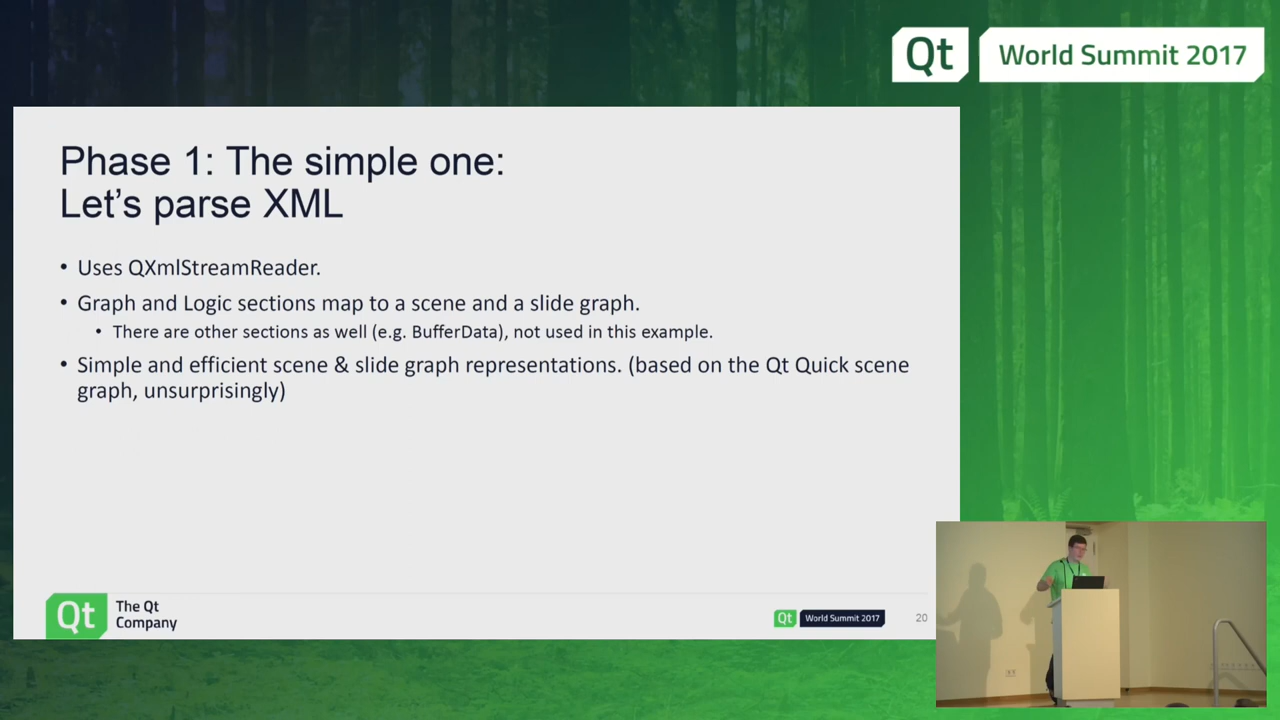 Qt World Summit 2017
Phase 1: The simple one:
Let's parse XML
• Uses QXmlStreamReader.
• Graph and Logic sections map to a scene and a slide graph.
• There are other sections as well (e.g. BufferData), not used in this example.
• Simple and efficient scene & slide graph representations. (based on the Qt Quick scene
graph, unsurprisingly)
Qt The Qt
Company
Qt World Summit 2017
20